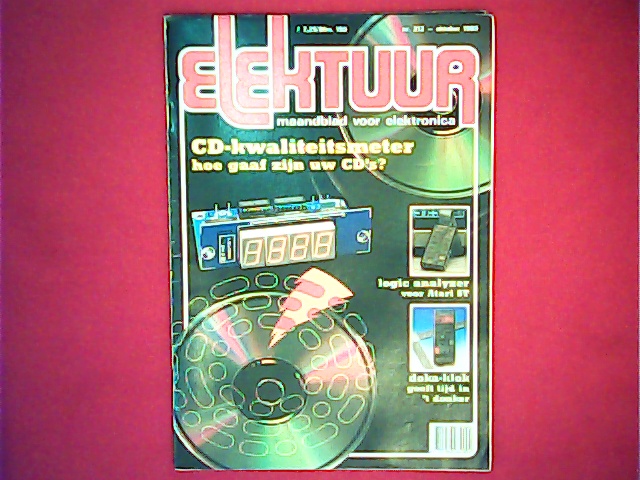 ELEKTUUR
maandblad voor elektronica
CD-kwaliteitsmeter
hoe gaaf zijn uw CD's?
8888
logic analyzer
voor Atari ST
doka-klok
geeft tijd in
't donker